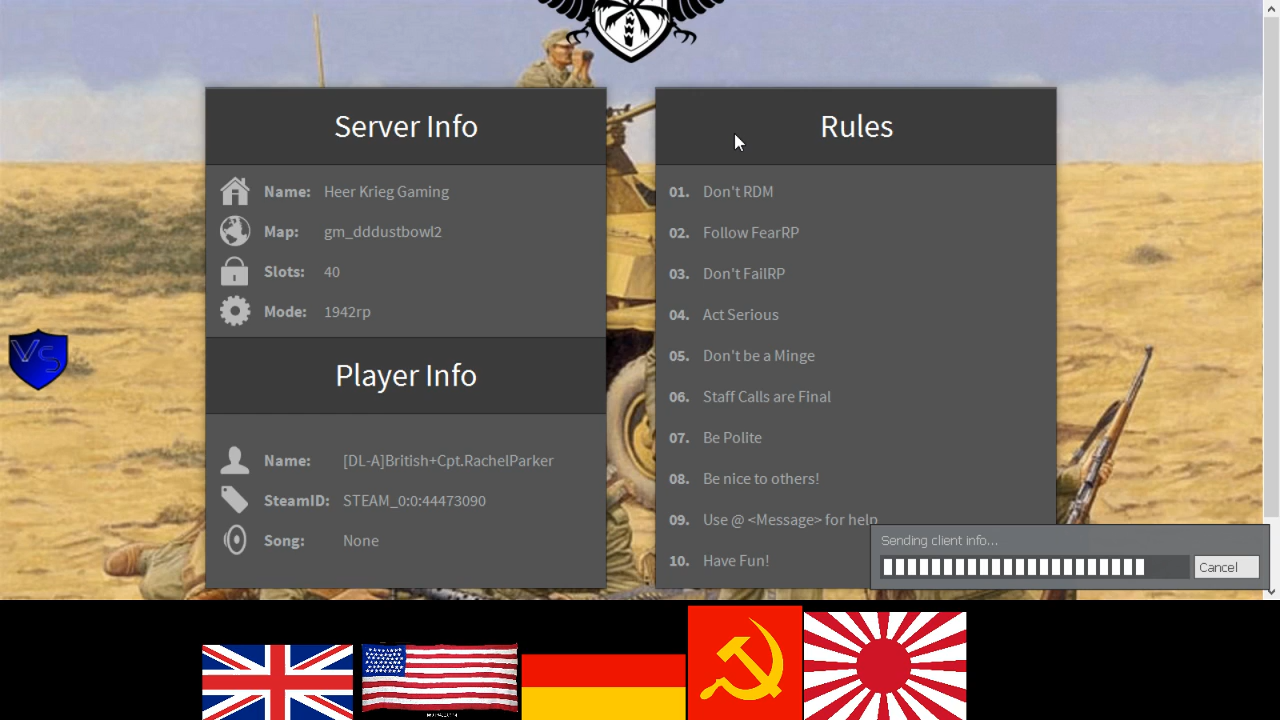 Server Info
Name: Heer Krieg Gaming
Map: gm_dddustbowl2
Slots: 40
Mode: 1942rp
Player Info
Name: [DL-A]British+Cpt.RachelParker
SteamID: STEAM_0:0:44473090
Song: None
Rules
01. Don't RDM
02. Follow FearRP
03. Don't FailRP
04. Act Serious
05. Don't be a Minge
06. Staff Calls are Final
07. Be Polite
08. Be nice to others!
09. Use @ <Message> for help
10. Have Fun!
Sending client info...
Cancel
VS